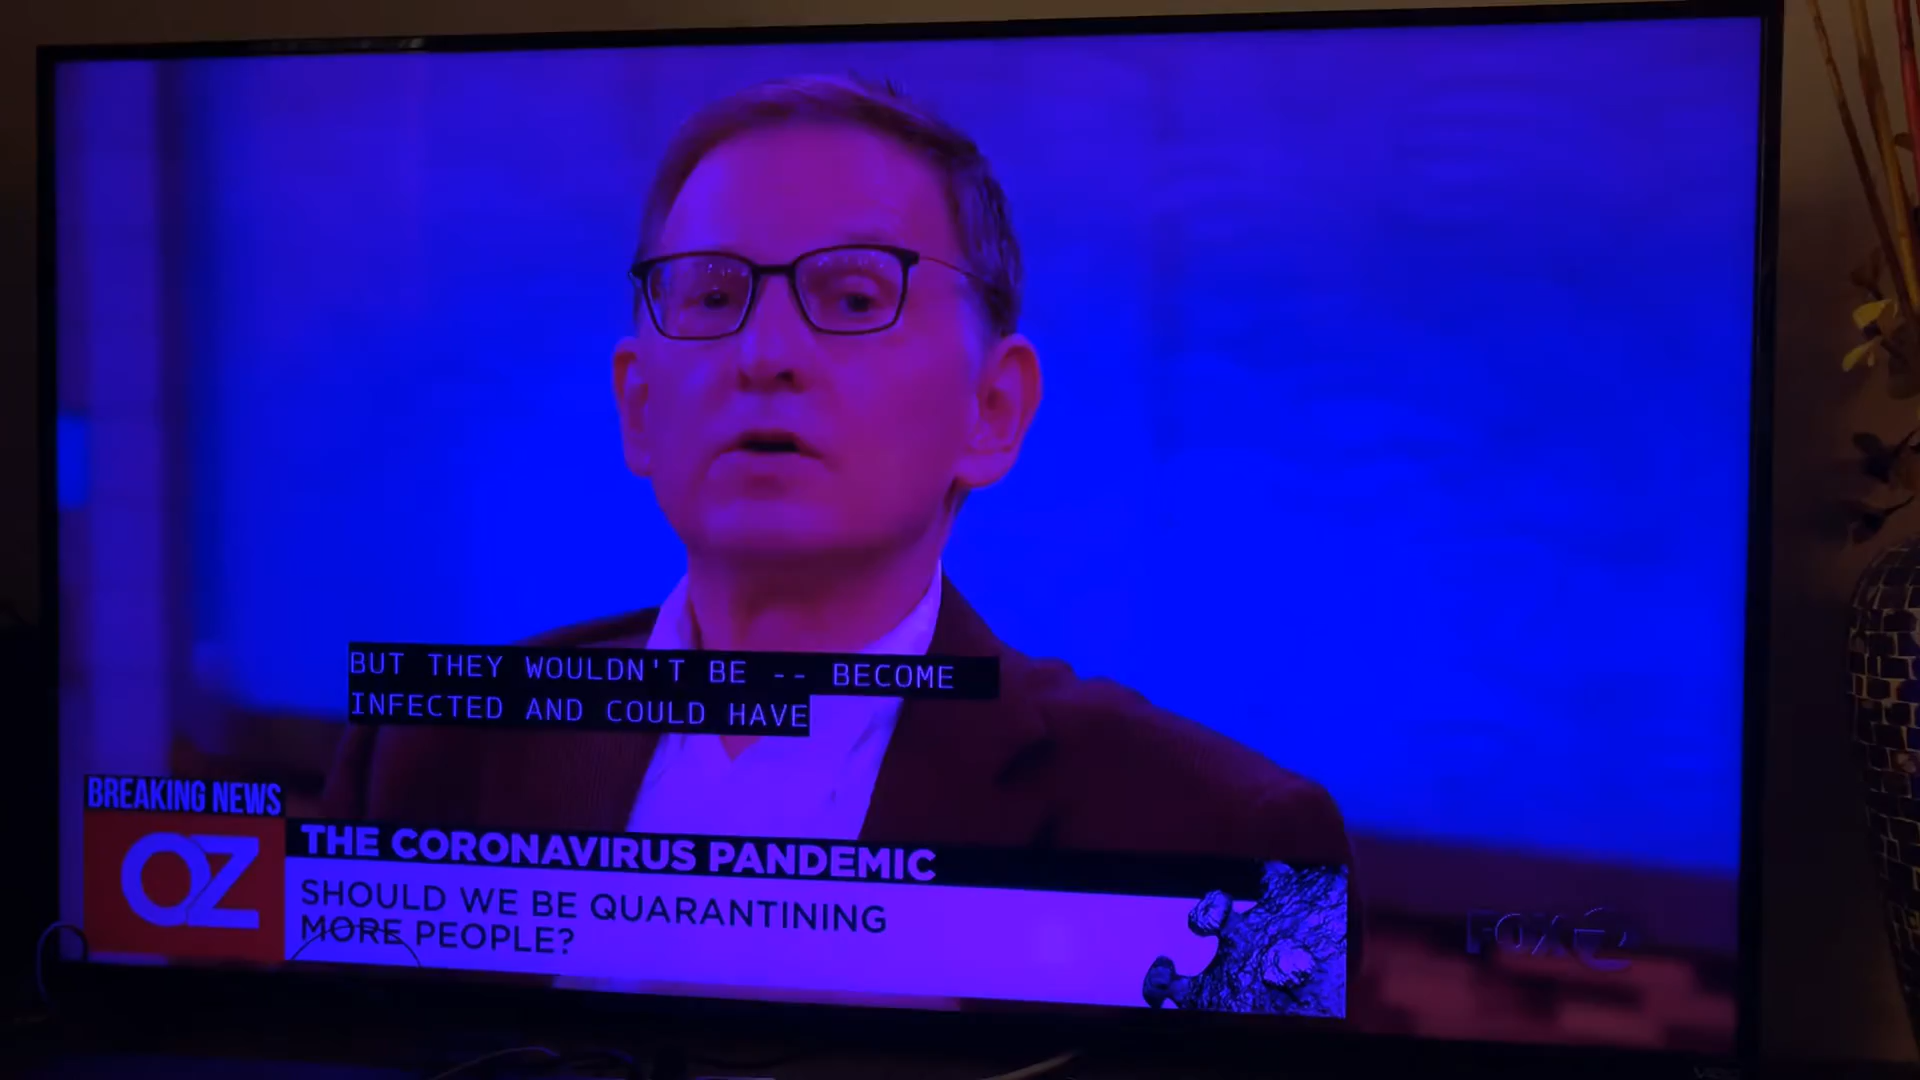 BUT THEY WOULDN'T BE -- BECOME
INFECTED AND COULD HAVE
BREAKING NEWS
OZ
THE CORONAVIRUS PANDEMIC
SHOULD WE BE QUARANTINING
MORE PEOPLE?
FOX 2